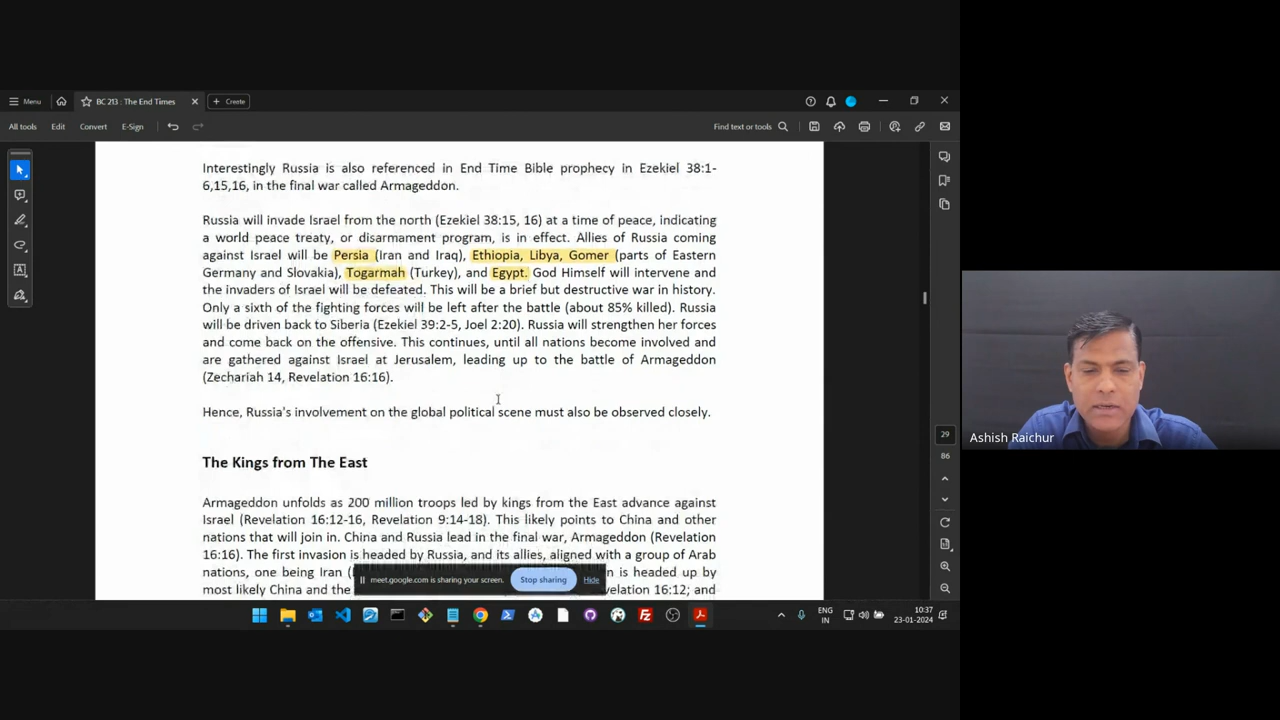 Menu
BC 213 : The End Times
Create
All tools
Edit
Convert
E-Sign
Find text or tools
Interestingly Russia is also referenced in End Time Bible prophecy in Ezekiel 38:1-
6,15,16, in the final war called Armageddon.
Russia will invade Israel from the north (Ezekiel 38:15, 16) at a time of peace, indicating
a world peace treaty, or disarmament program, is in effect. Allies of Russia coming
against Israel will be Persia (Iran and Iraq), Ethiopia, Libya, Gomer (parts of Eastern
Germany and Slovakia), Togarmah (Turkey), and Egypt. God Himself will intervene and
the invaders of Israel will be defeated. This will be a brief but destructive war in history.
Only a sixth of the fighting forces will be left after the battle (about 85% killed). Russia
will be driven back to Siberia (Ezekiel 39:2-5, Joel 2:20). Russia will strengthen her forces
and come back on the offensive. This continues, until all nations become involved and
are gathered against Israel at Jerusalem, leading up to the battle of Armageddon
(Zechariah 14, Revelation 16:16).
Hence, Russia's involvement on the global political scene must also be observed closely.
The Kings from The East
Armageddon unfolds as 200 million troops led by kings from the East advance against
Israel (Revelation 16:12-16, Revelation 9:14-18). This likely points to China and other
nations that will join in. China and Russia lead in the final war, Armageddon (Revelation
16:16). The first invasion is headed by Russia, and its allies, aligned with a group of Arab
nations, one being Iran (
n is headed up by
most likely China and the
velation 16:12; and
meet.google.com is sharing your screen.
Stop sharing
Hide
29
86
Ashish Raichur
ENG
IN
10:37
23-01-2024